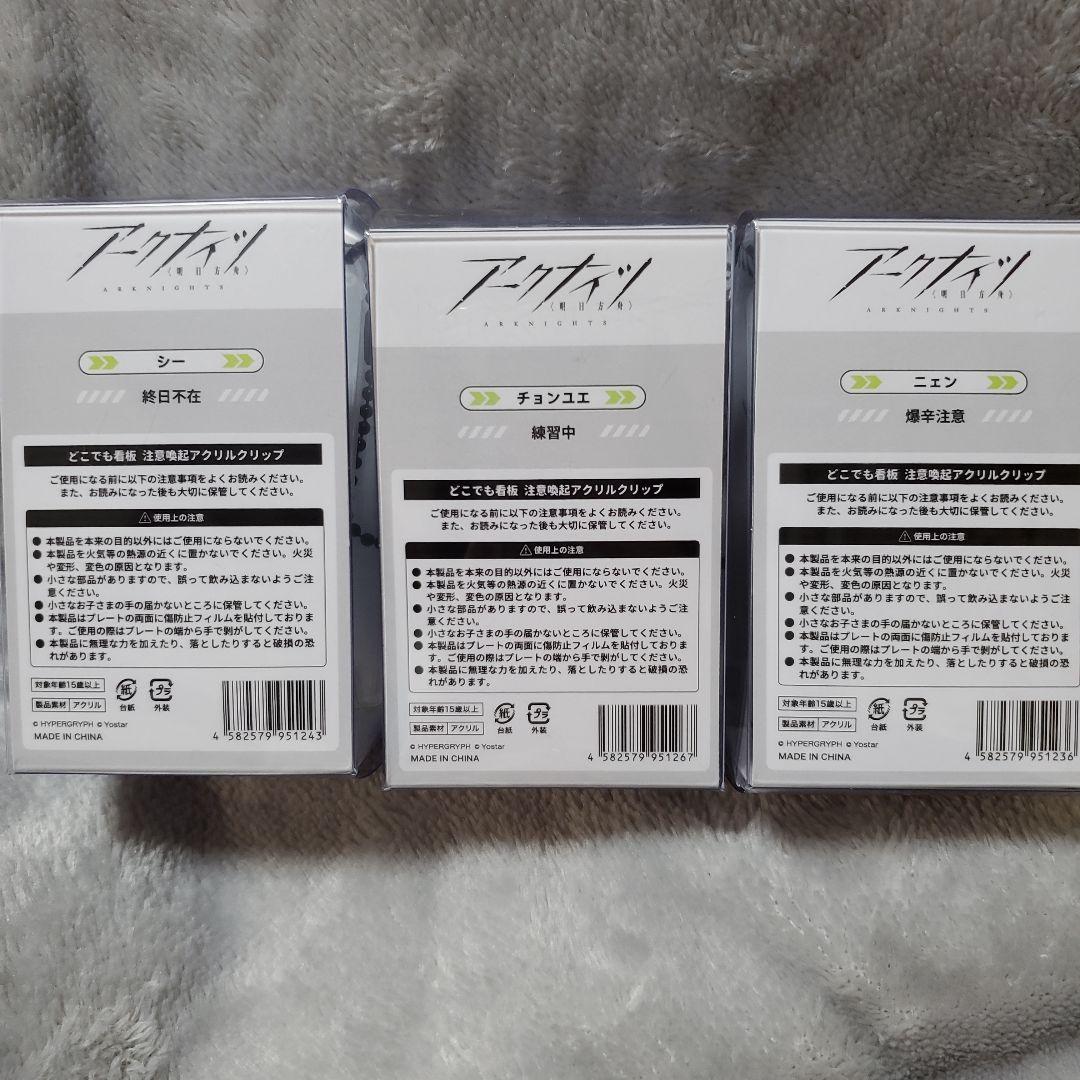 アークナイツ
〈明日方舟〉
ARKNIGHTS
シー
終日不在
どこでも看板 注意喚起アクリルクリップ
ご使用になる前に以下の注意事項をよくお読みください。
また、お読みになった後も大切に保管してください。
⚠使用上の注意
●本製品を本来の目的以外にはご使用にならないでください。
●本製品を火気等の熱源の近くに置かないでください。火災
や変形、変色の原因となります。
●小さな部品がありますので、誤って飲み込まないようご注
意ください。
●小さなお子さまの手の届かないところに保管してください。
●本製品はプレートの両面に傷防止フィルムを貼付しておりま
す。ご使用の際はプレートの端から手で剝がしてください。
●本製品に無理な力を加えたり、落としたりすると破損の恐
れがあります。
対象年齢15歳以上
製品素材 アクリル
紙
台紙
プラ
外装
© HYPERGRYPH © Yostar
MADE IN CHINA
4 582579 951243
アークナイツ
〈明日方舟〉
ARKNIGHTS
チョンユエ
練習中
どこでも看板 注意喚起アクリルクリップ
ご使用になる前に以下の注意事項をよくお読みください。
また、お読みになった後も大切に保管してください。
⚠使用上の注意
●本製品を本来の目的以外にはご使用にならないでください。
●本製品を火気等の熱源の近くに置かないでください。火災
や変形、変色の原因となります。
●小さな部品がありますので、誤って飲み込まないようご注
意ください。
●小さなお子さまの手の届かないところに保管してください。
●本製品はプレートの両面に傷防止フィルムを貼付しておりま
す。ご使用の際はプレートの端から手で剝がしてください。
●本製品に無理な力を加えたり、落としたりすると破損の恐
れがあります。
対象年齢15歳以上
製品素材 アクリル
紙
台紙
プラ
外装
© HYPERGRYPH © Yostar
MADE IN CHINA
4 582579 951267
アークナイツ
〈明日方舟〉
ARKNIGHTS
ニェン
爆辛注意
どこでも看板 注意喚起アクリルクリップ
ご使用になる前に以下の注意事項をよくお読みください。
また、お読みになった後も大切に保管してください。
⚠使用上の注意
●本製品を本来の目的以外にはご使用にならないでください。
●本製品を火気等の熱源の近くに置かないでください。火災
や変形、変色の原因となります。
●小さな部品がありますので、誤って飲み込まないようご注
意ください。
●小さなお子さまの手の届かないところに保管してください。
●本製品はプレートの両面に傷防止フィルムを貼付しておりま
す。ご使用の際はプレートの端から手で剝がしてください。
●本製品に無理な力を加えたり、落としたりすると破損の恐
れがあります。
対象年齢15歳以上
製品素材 アクリル
紙
台紙
プラ
外装
© HYPERGRYPH © Yostar
MADE IN CHINA
4 582579 951236